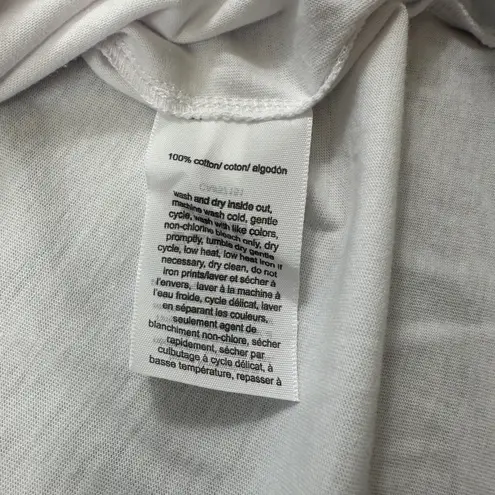 100% cotton/ coton/ algodón
wash and dry inside out,
machine wash cold, gentle
cycle, wash with like colors,
non-chlorine bleach only, dry
promptly, tumble dry gentle
cycle, low heat, low heat iron if
necessary, dry clean, do not
iron prints/laver et sécher à
l'envers, laver à la machine à
l'eau froide, cycle délicat, laver
en séparant les couleurs,
seulement agent de
blanchiment non-chlore, sécher
rapidement, sécher par
culbutage à cycle délicat, à
basse température, repasser à